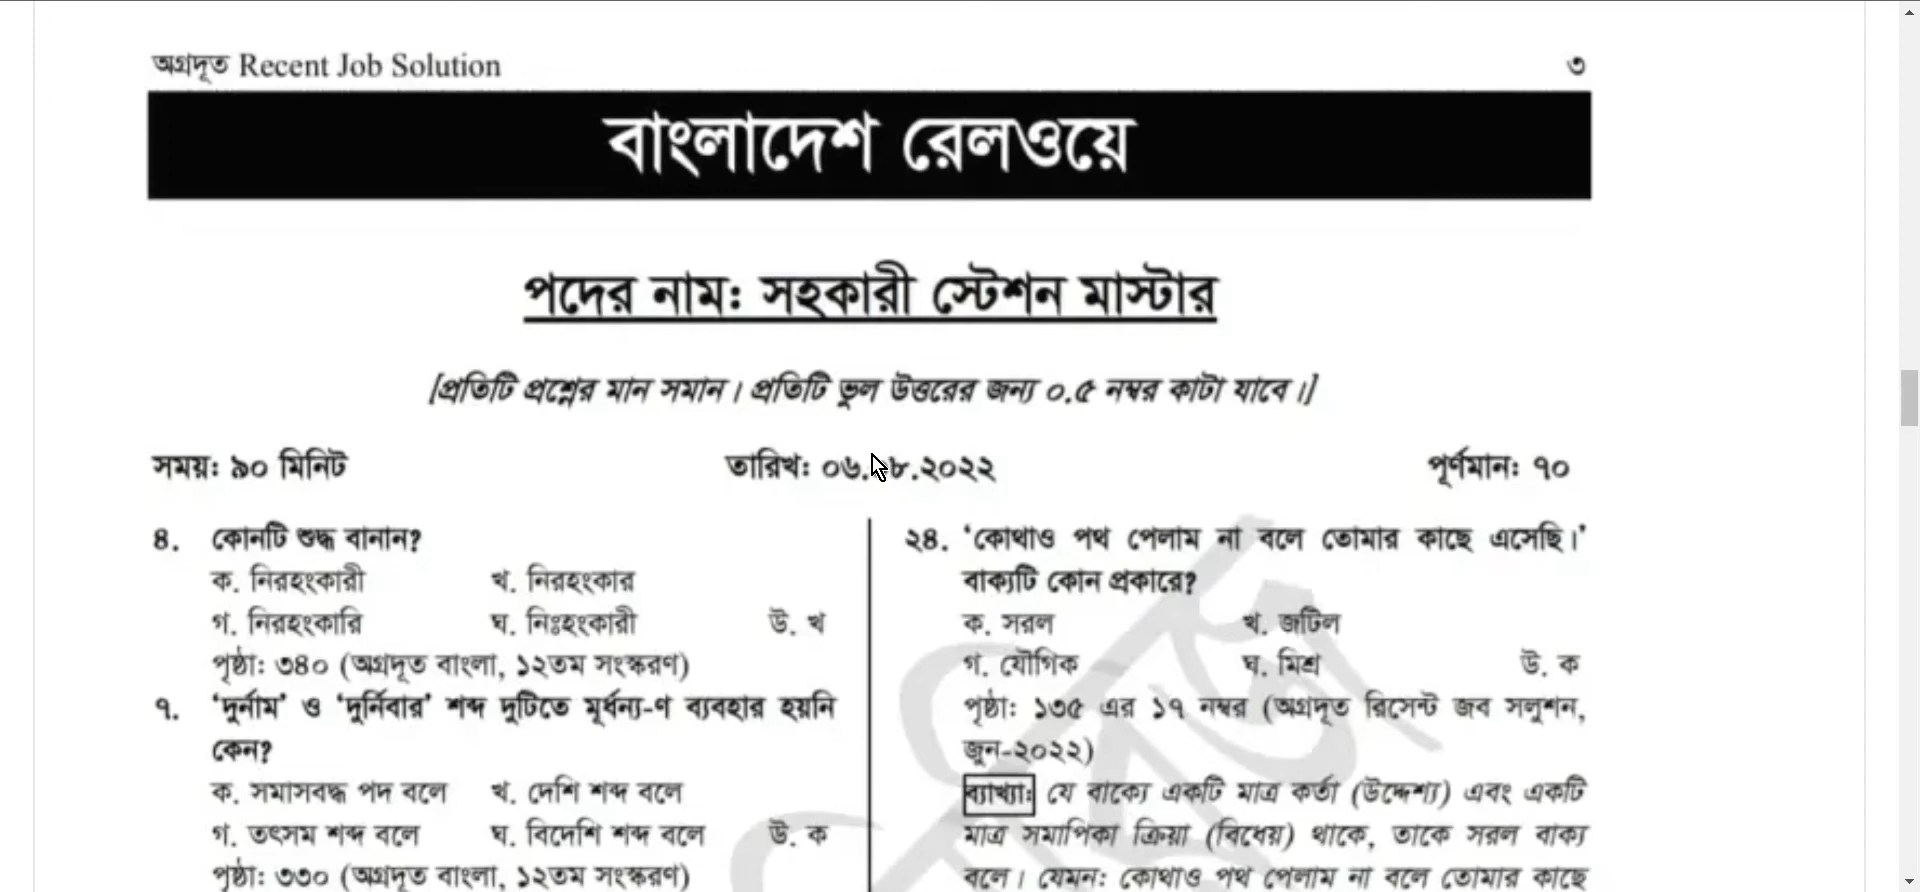 অগ্রদূত Recent Job Solution ৩
বাংলাদেশ রেলওয়ে
পদের নাম: সহকারী স্টেশন মাস্টার
[প্রতিটি প্রশ্নের মান সমান। প্রতিটি ভুল উত্তরের জন্য ০.৫ নম্বর কাটা যাবে।]
সময়: ৯০ মিনিট তারিখ: ০৬.০৮.২০২২ পূর্ণমান: ৭০
৪. কোনটি শুদ্ধ বানান?
ক. নিরহংকারী খ. নিরহংকার
গ. নিরহংকারি ঘ. নিঃহংকারী উ. খ
পৃষ্ঠা: ৩৪০ (অগ্রদূত বাংলা, ১২তম সংস্করণ)
৭. ‘দুর্নাম’ ও ‘দুর্নিবার’ শব্দ দুটিতে মূর্ধন্য-ণ ব্যবহার হয়নি
কেন?
ক. সমাসবদ্ধ পদ বলে খ. দেশি শব্দ বলে
গ. তৎসম শব্দ বলে ঘ. বিদেশি শব্দ বলে উ. ক
পৃষ্ঠা: ৩৩০ (অগ্রদূত বাংলা, ১২তম সংস্করণ)
২৪. ‘কোথাও পথ পেলাম না বলে তোমার কাছে এসেছি।’
বাক্যটি কোন প্রকারে?
ক. সরল খ. জটিল
গ. যৌগিক ঘ. মিশ্র উ. ক
পৃষ্ঠা: ১৩৫ এর ১৭ নম্বর (অগ্রদূত রিসেন্ট জব সলুশন,
জুন-২০২২)
ব্যাখ্যা: যে বাক্যে একটি মাত্র কর্তা (উদ্দেশ্য) এবং একটি
মাত্র সমাপিকা ক্রিয়া (বিধেয়) থাকে, তাকে সরল বাক্য
বলে। যেমন: কোথাও পথ পেলাম না বলে তোমার কাছে